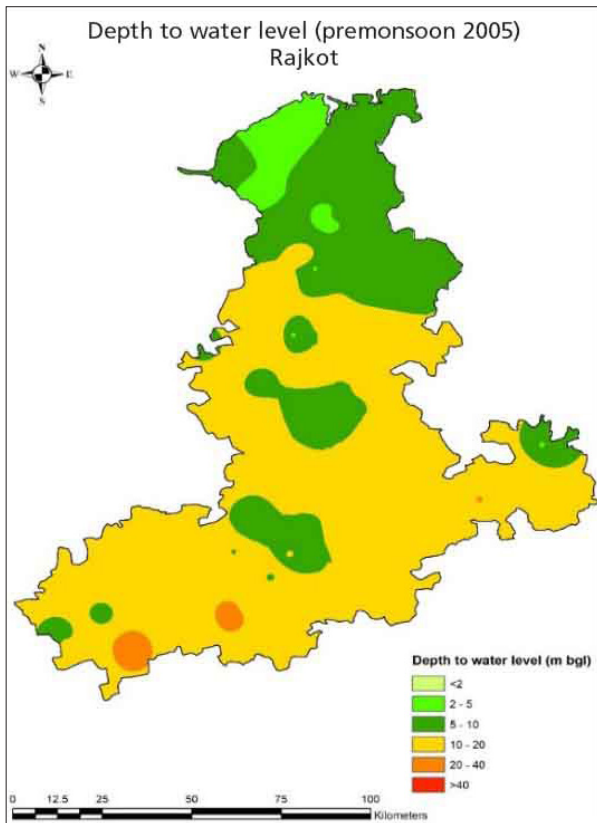 Depth to water level (premonsoon 2005)
Rajkot
N
W E
S
Depth to water level (m bgl)
<2
2 - 5
5 - 10
10 - 20
20 - 40
>40
0 12.5 25 50 75 100
Kilometers